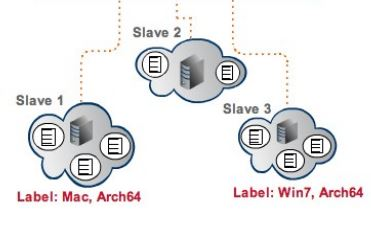 Slave 2
Slave 1
Slave 3
Label: Mac, Arch64
Label: Win7, Arch64